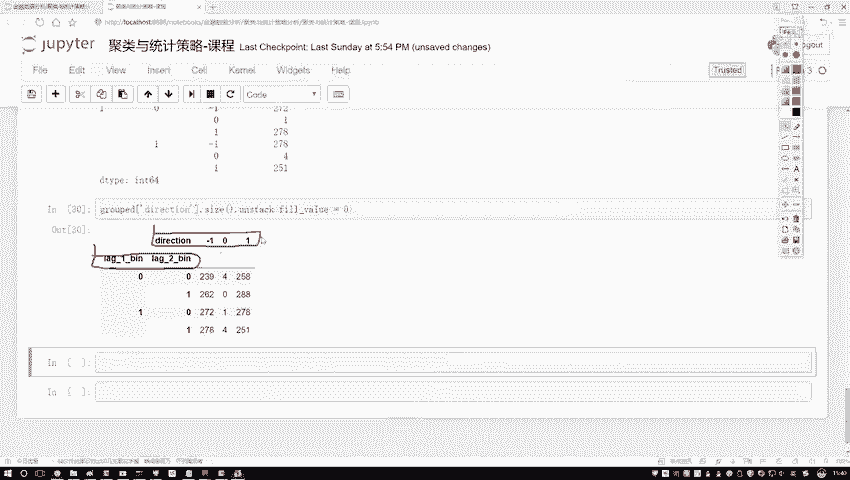 http://localhost
jupyter 聚类与统计策略-课程 Last Checkpoint: Last Sunday at 5:54 PM (unsaved changes)
Logout
File Edit View Insert Cell Kernel Widgets Help
Trusted
Code
1 0 -1 272
0 1
1 278
1 -1 278
0 4
1 251
dtype: int64
In [30]: grouped['direction'].size().unstack(fill_value = 0)
direction -1 0 1
lag_1_bin lag_2_bin
0 0 239 4 258
1 262 0 288
1 0 272 1 278
1 278 4 251
In [ ]:
In [ ]: